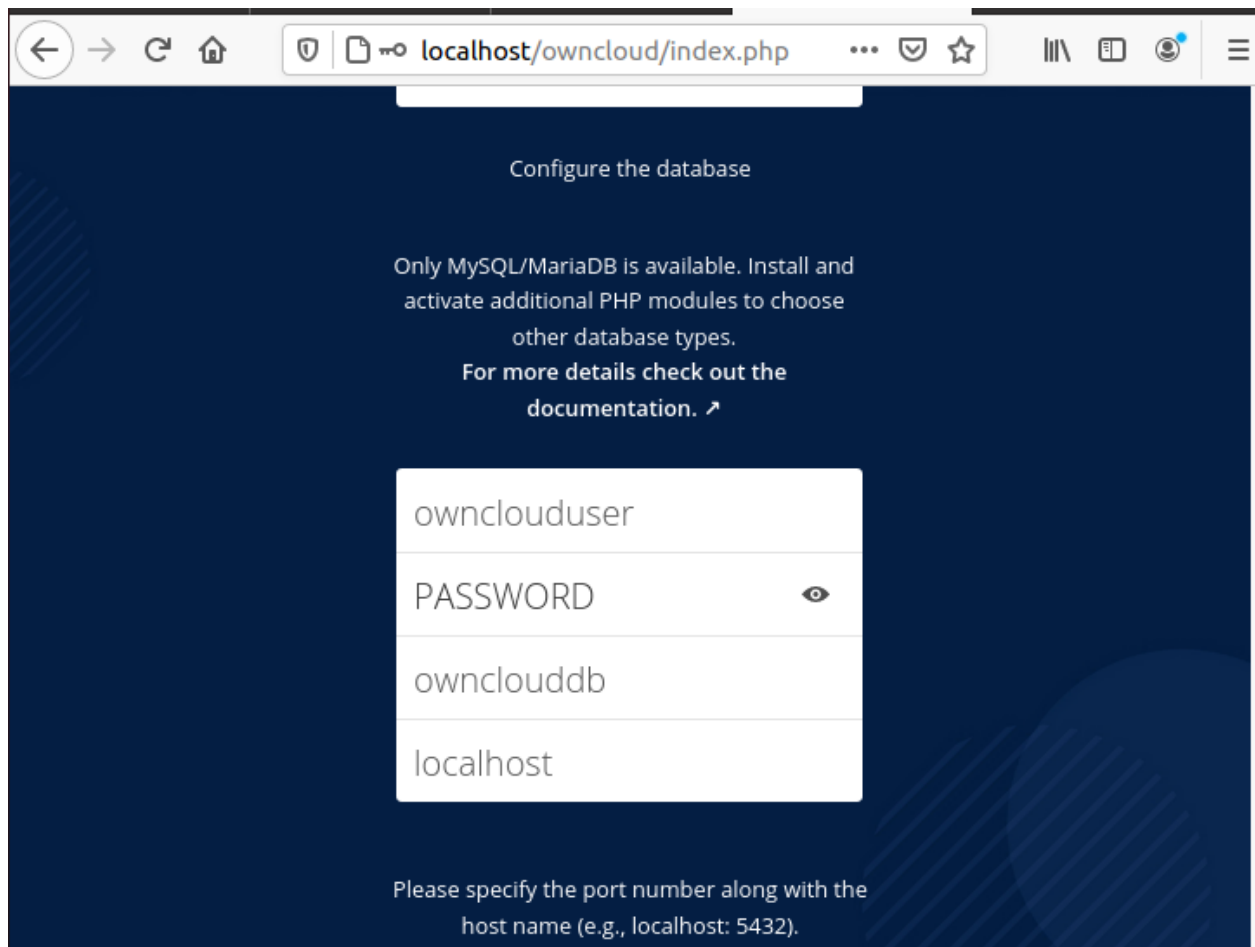 localhost/owncloud/index.php
Configure the database
Only MySQL/MariaDB is available. Install and
activate additional PHP modules to choose
other database types.
For more details check out the
documentation. ↗
ownclouduser
PASSWORD
ownclouddb
localhost
Please specify the port number along with the
host name (e.g., localhost: 5432).